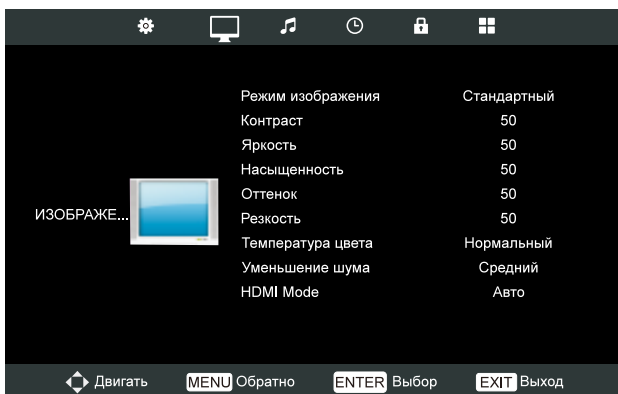 Режим изображения Стандартный
Контраст 50
Яркость 50
Насыщенность 50
Оттенок 50
ИЗОБРАЖЕ...
Резкость 50
Температура цвета Нормальный
Уменьшение шума Средний
HDMI Mode Авто
Двигать MENU Обратно ENTER Выбор EXIT Выход